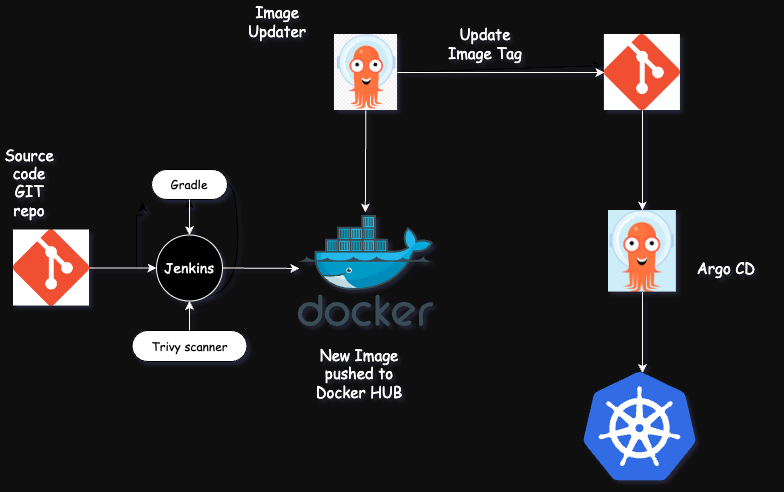 Image
Updater
Update
Image Tag
Source
code
GIT
repo
Gradle
Jenkins
Trivy scanner
docker
New Image
pushed to
Docker HUB
Argo CD